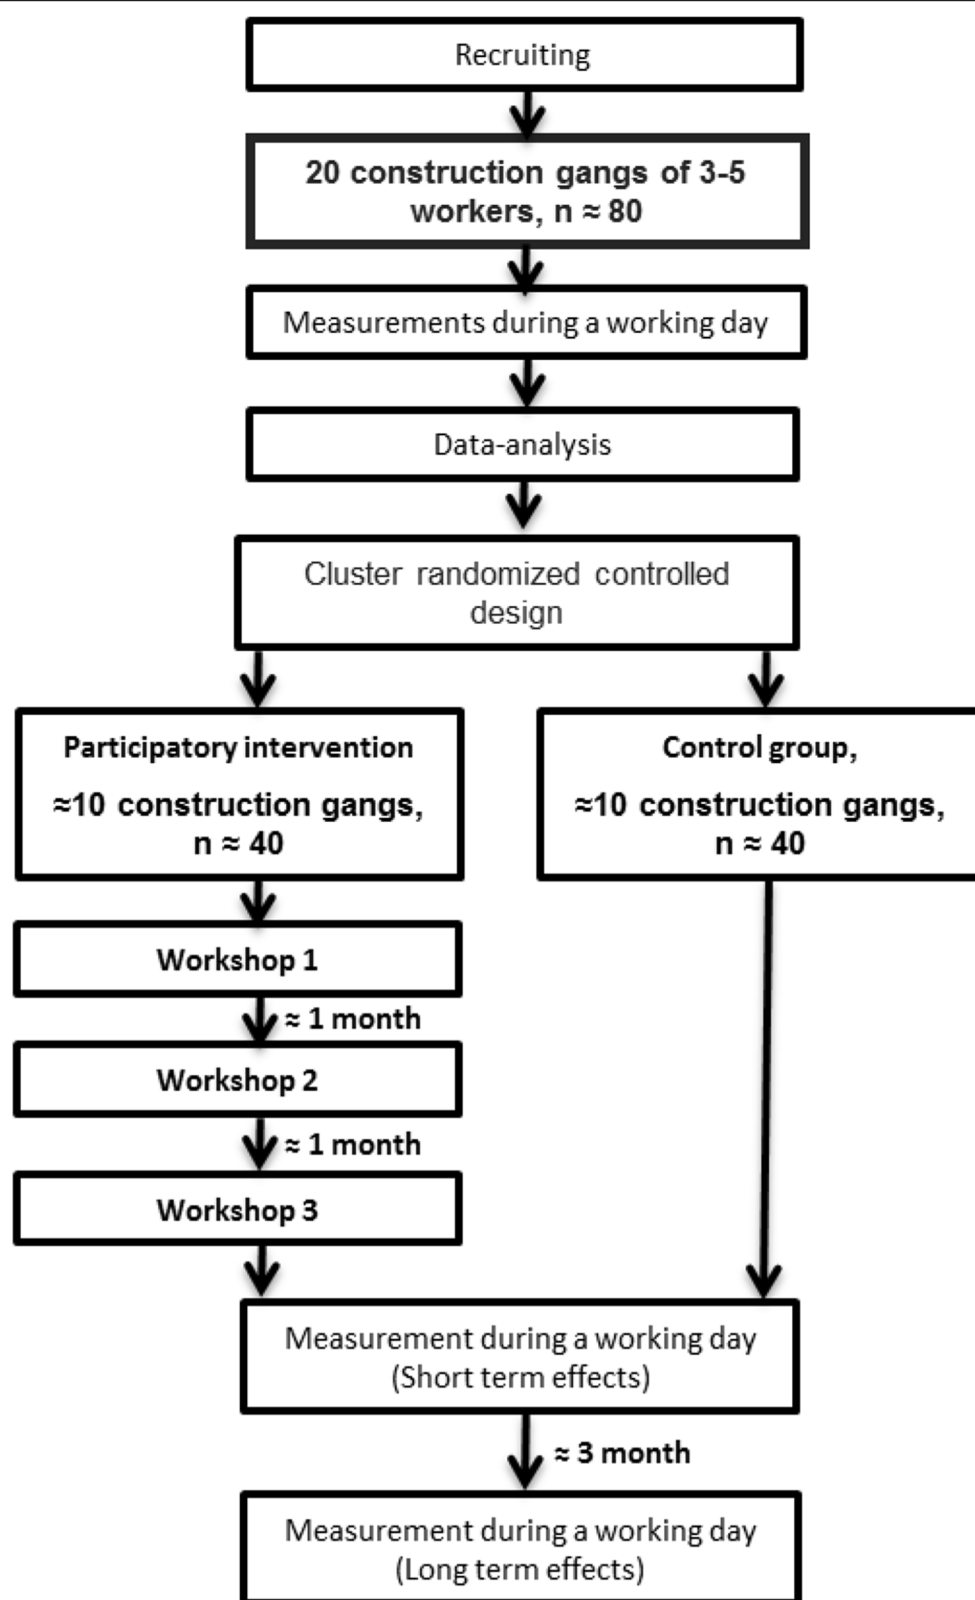 Recruiting
20 construction gangs of 3-5
workers, n ≈ 80
Measurements during a working day
Data-analysis
Cluster randomized controlled
design
Participatory intervention
≈10 construction gangs,
n ≈ 40
Control group,
≈10 construction gangs,
n ≈ 40
Workshop 1
≈ 1 month
Workshop 2
≈ 1 month
Workshop 3
Measurement during a working day
(Short term effects)
≈ 3 month
Measurement during a working day
(Long term effects)